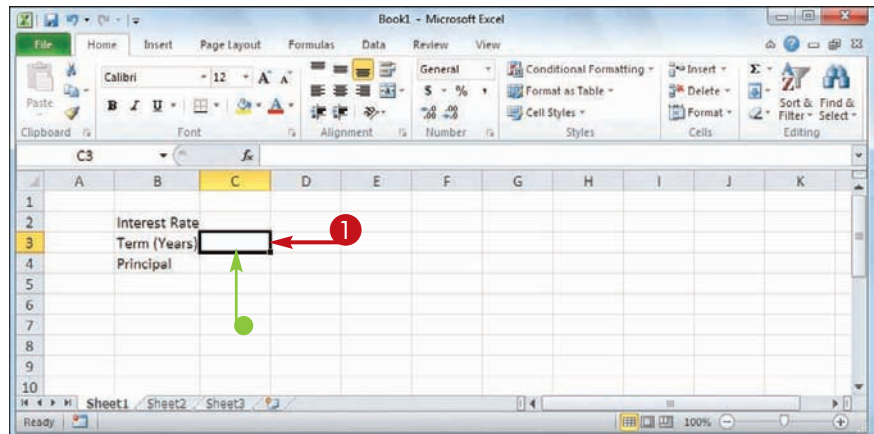 Book1 - Microsoft Excel
File Home Insert Page Layout Formulas Data Review View
Calibri 12 A A General Conditional Formatting Insert Σ
Paste B I U A $ % , Format as Table Delete Sort & Find &
.00 .00 Cell Styles Format Filter Select
Clipboard Font Alignment Number Styles Cells Editing
C3 fx
A B C D E F G H I J K
1
2 Interest Rate
3 Term (Years) 1
4 Principal
5
6
7
8
9
10
Sheet1 Sheet2 Sheet3
Ready 100%